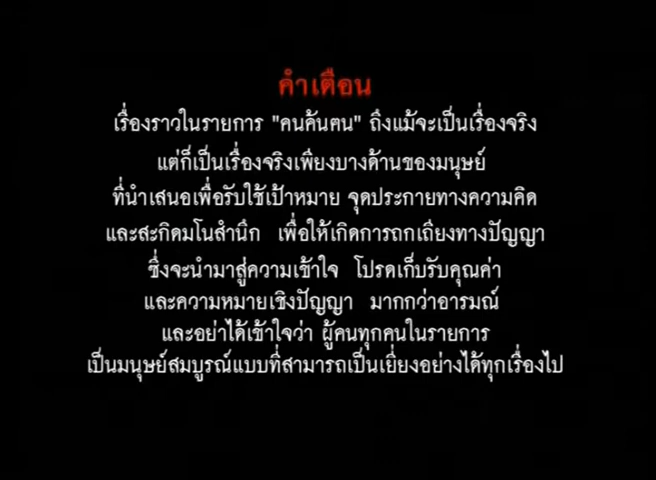 คำเตือน
เรื่องราวในรายการ "คนค้นฅน" ถึงแม้จะเป็นเรื่องจริง
แต่ก็เป็นเรื่องจริงเพียงบางด้านของมนุษย์
ที่นำเสนอเพื่อรับใช้เป้าหมาย จุดประกายทางความคิด
และสะกิดมโนสำนึก เพื่อให้เกิดการถกเถียงทางปัญญา
ซึ่งจะนำมาสู่ความเข้าใจ โปรดเก็บรับคุณค่า
และความหมายเชิงปัญญา มากกว่าอารมณ์
และอย่าได้เข้าใจว่า ผู้คนทุกคนในรายการ
เป็นมนุษย์สมบูรณ์แบบที่สามารถเป็นเยี่ยงอย่างได้ทุกเรื่องไป